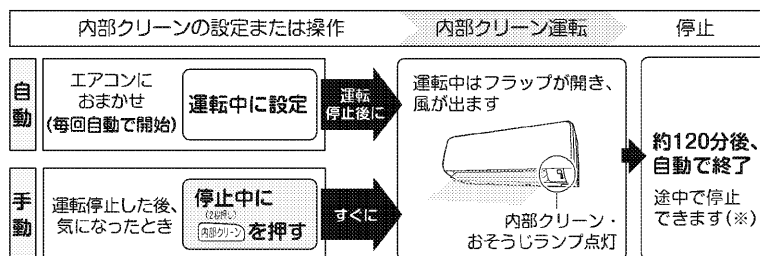 内部クリーンの設定または操作
内部クリーン運転
停止
自動
エアコンに
おまかせ
(毎回自動で開始)
運転中に設定
運転
停止後に
手動
運転停止した後、
気になったとき
停止中に
(2秒押し)
内部クリーン を押す
すぐに
運転中はフラップが開き、
風が出ます
内部クリーン・
おそうじランプ点灯
約120分後、
自動で終了
途中で停止
できます(※)